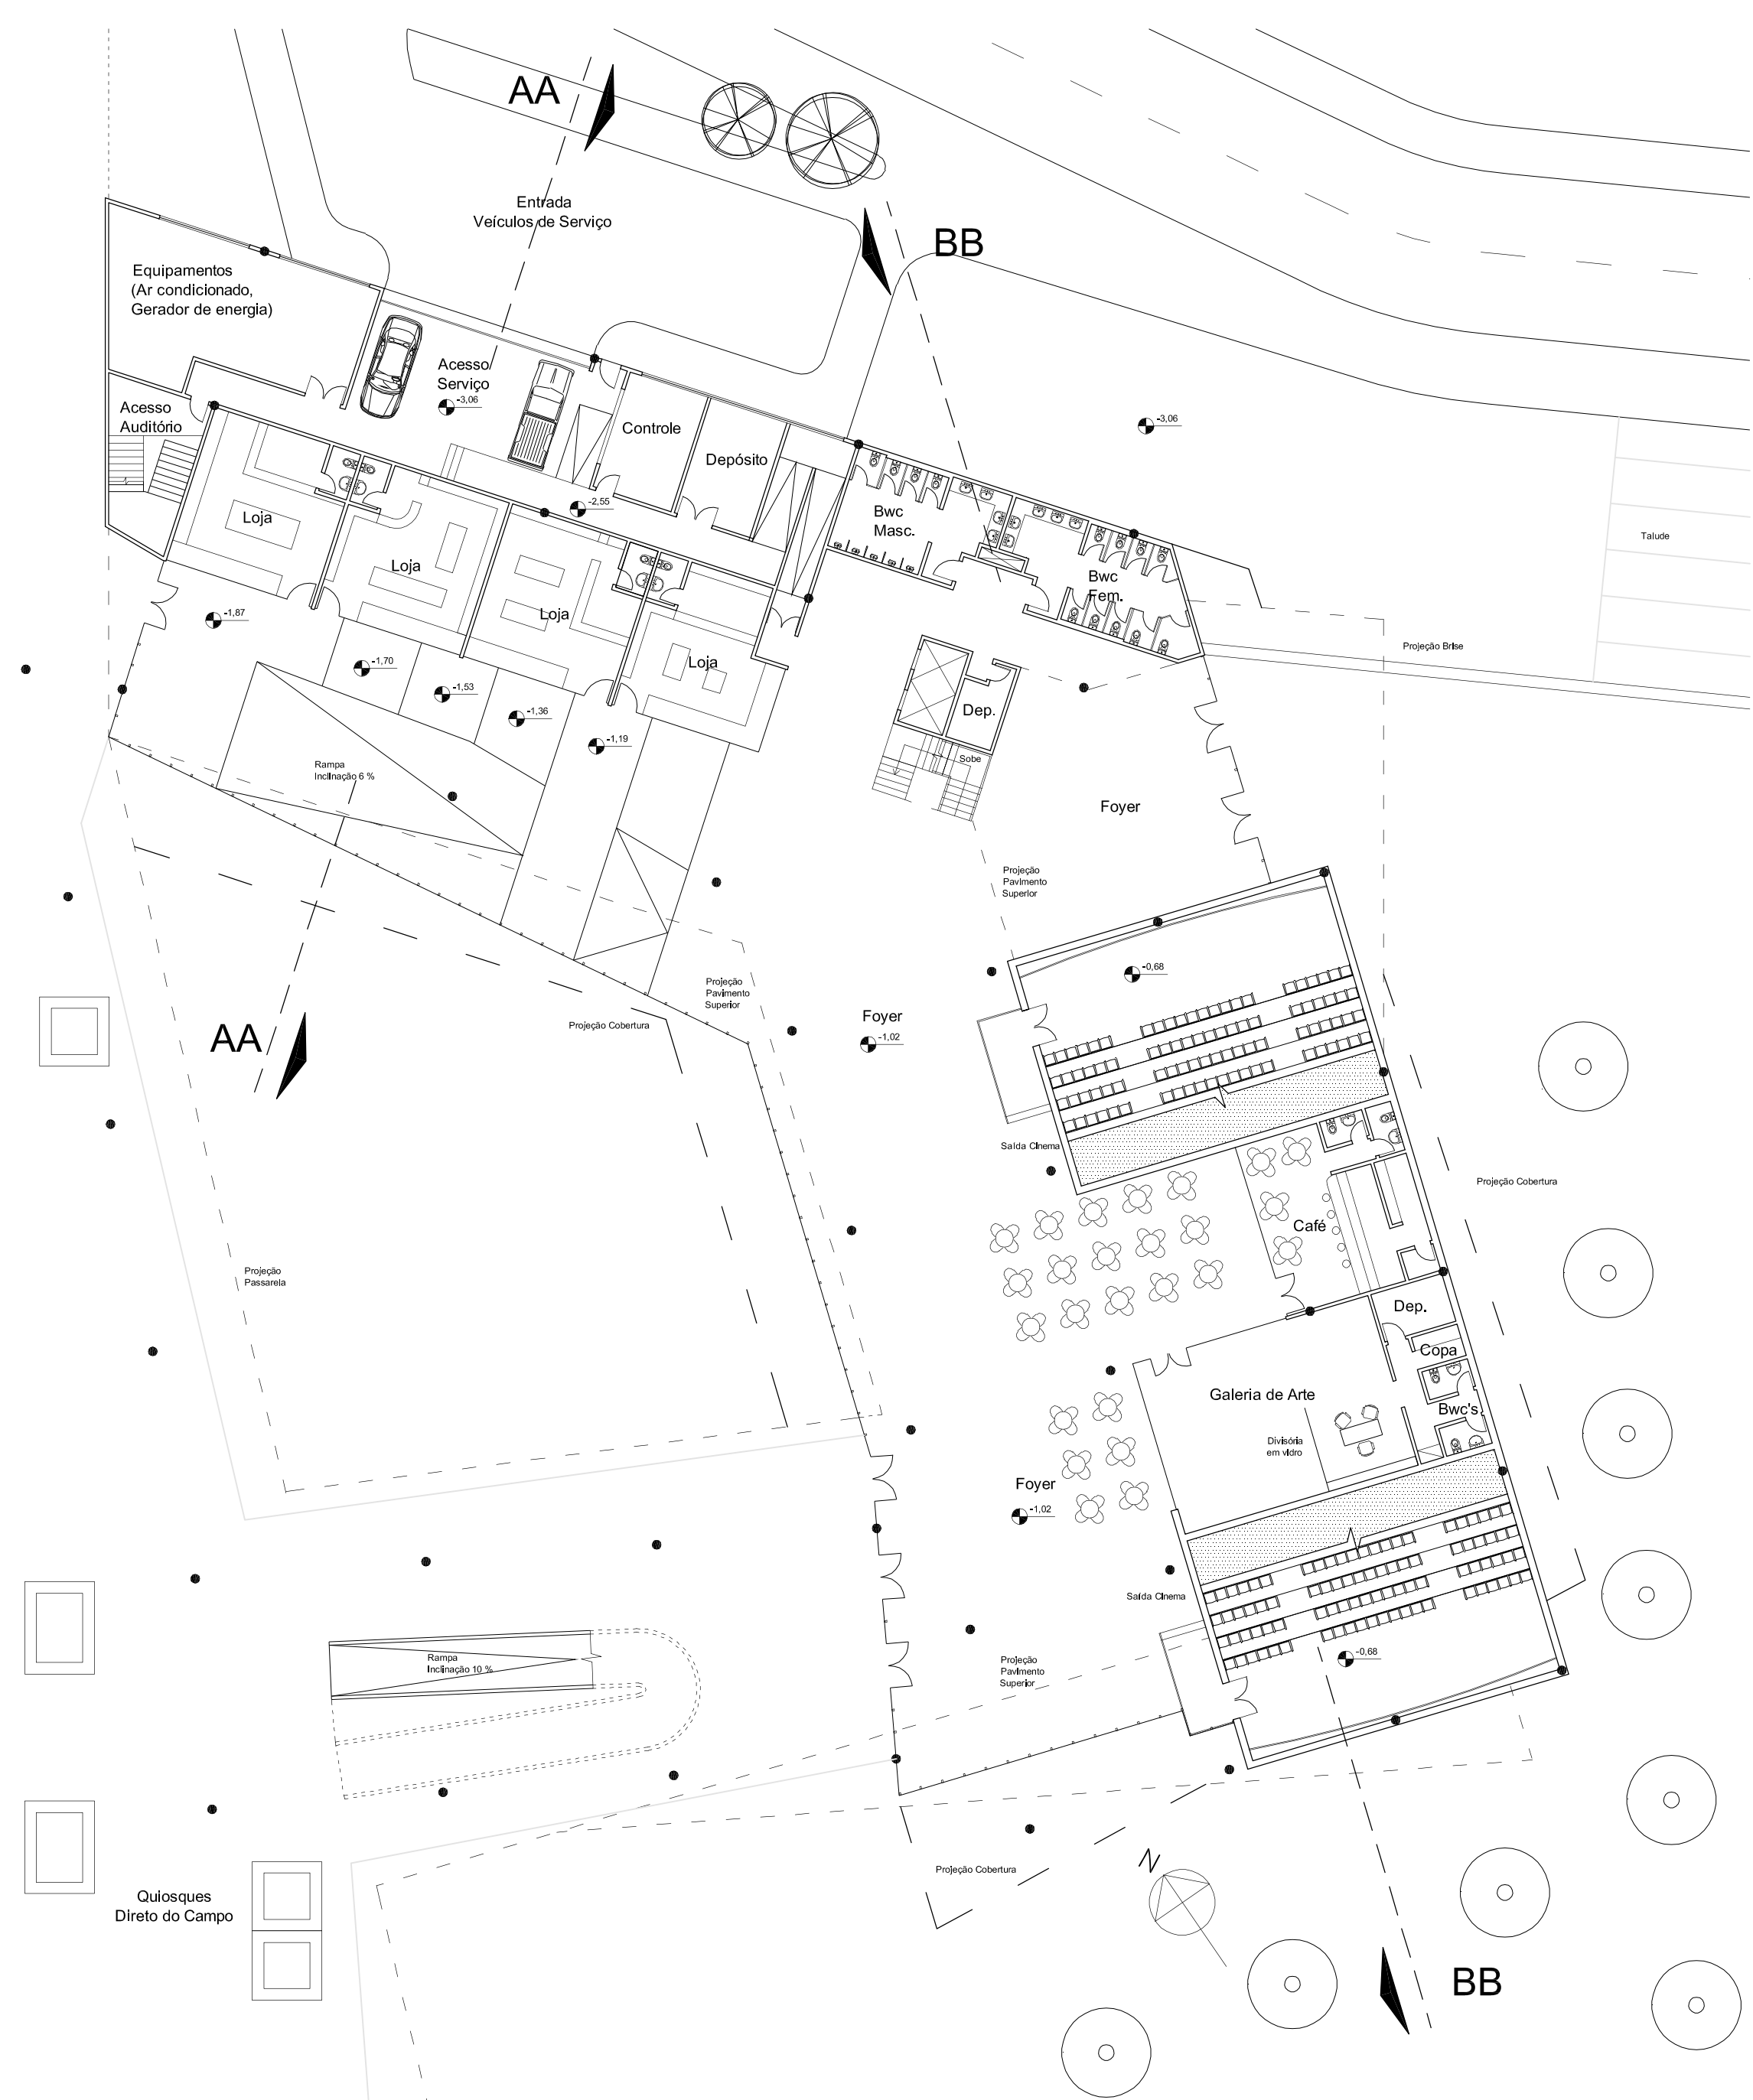 AA
Entrada
Veículos de Serviço
BB
Equipamentos
(Ar condicionado,
Gerador de energia)
Acesso
Serviço
-3,06
Acesso
Auditório
Controle
-3,06
Depósito
-2,55
Loja
Bwc
Masc.
Talude
Loja
Bwc
Fem.
-1,87
Loja
Projeção Brise
-1,70
Loja
-1,53
Dep.
-1,36
-1,19
Sobe
Rampa
Inclinação 6 %
Foyer
Projeção
Pavimento
Superior
-0,68
Projeção
Pavimento
Superior
Foyer
Projeção Cobertura
AA
-1,02
Saída Cinema
Projeção Cobertura
Café
Projeção
Passarela
Dep.
Copa
Galeria de Arte
Bwc's
Divisória
em vidro
Foyer
-1,02
Saída Cinema
Rampa
Inclinação 10 %
Projeção
Pavimento
Superior
-0,68
N
Projeção Cobertura
Quiosques
Direto do Campo
BB